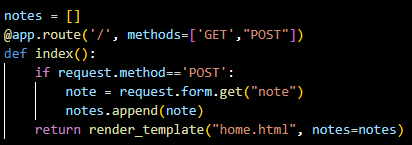 notes = []
@app.route('/', methods=['GET',"POST"])
def index():
    if request.method=='POST':
        note = request.form.get("note")
        notes.append(note)
    return render_template("home.html", notes=notes)